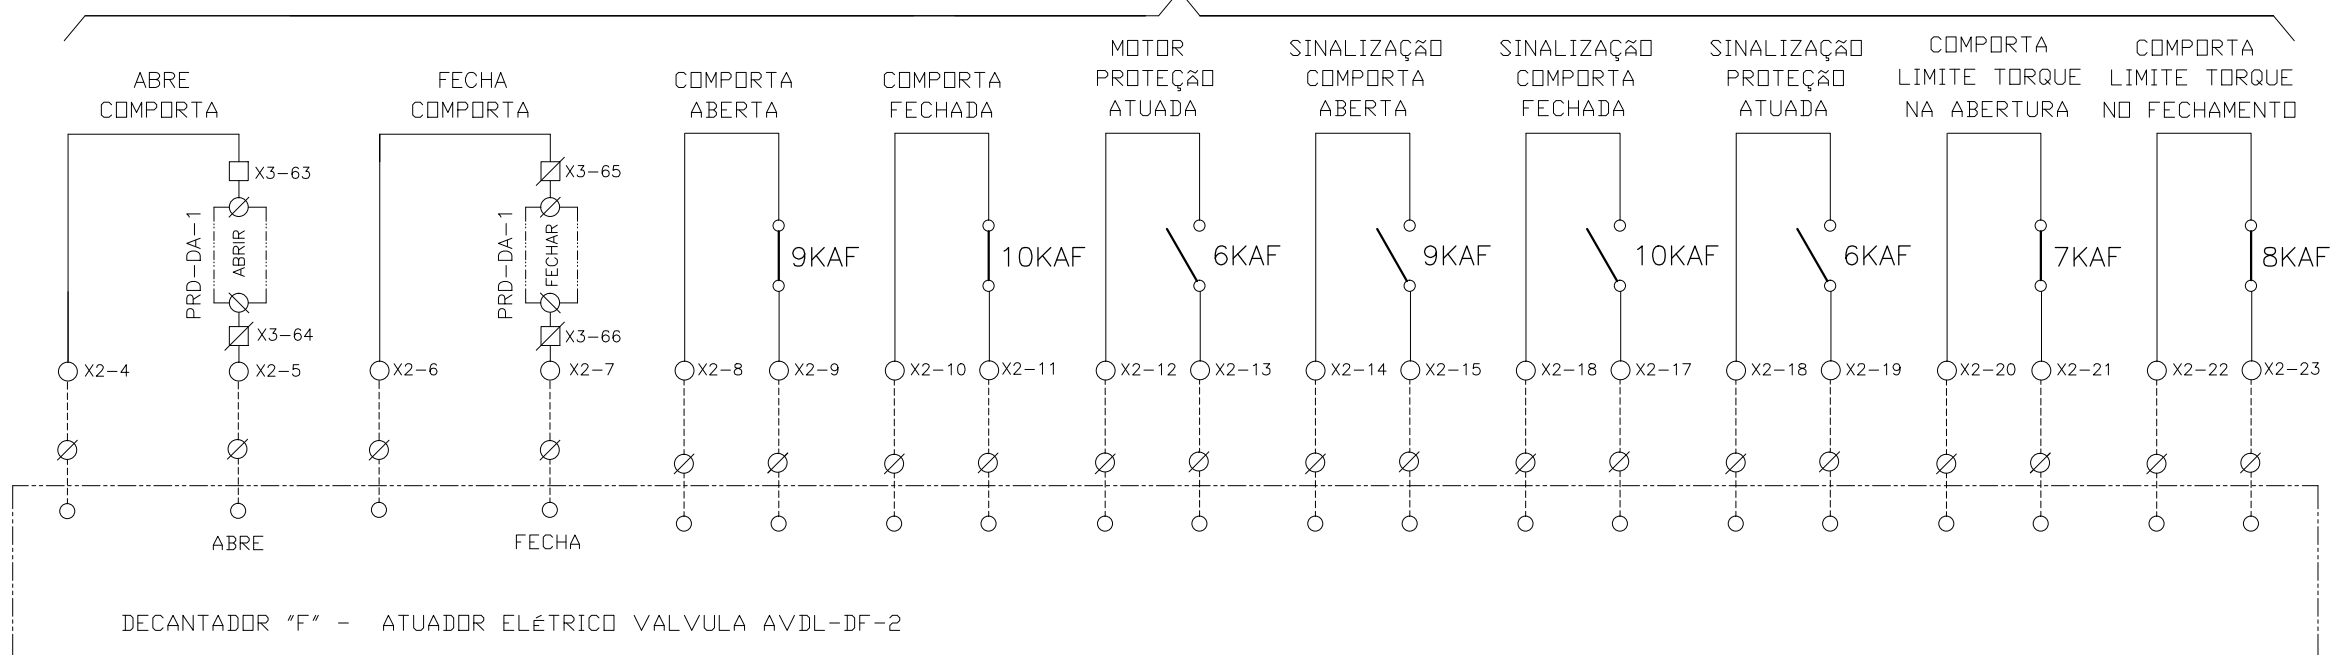 ABRE
COMPORTA
FECHA
COMPORTA
COMPORTA
ABERTA
COMPORTA
FECHADA
MOTOR
PROTEÇÃO
ATUADA
SINALIZAÇÃO
COMPORTA
ABERTA
SINALIZAÇÃO
COMPORTA
FECHADA
SINALIZAÇÃO
PROTEÇÃO
ATUADA
COMPORTA
LIMITE TORQUE
NA ABERTURA
COMPORTA
LIMITE TORQUE
NO FECHAMENTO
X3-63
X3-65
PRD-DA-1
ABRIR
PRD-DA-1
FECHAR
9KAF
10KAF
6KAF
9KAF
10KAF
6KAF
7KAF
8KAF
X3-64
X3-66
X2-4
X2-5
X2-6
X2-7
X2-8
X2-9
X2-10
X2-11
X2-12
X2-13
X2-14
X2-15
X2-18
X2-17
X2-18
X2-19
X2-20
X2-21
X2-22
X2-23
ABRE
FECHA
DECANTADOR "F" - ATUADOR ELÉTRICO VALVULA AVDL-DF-2